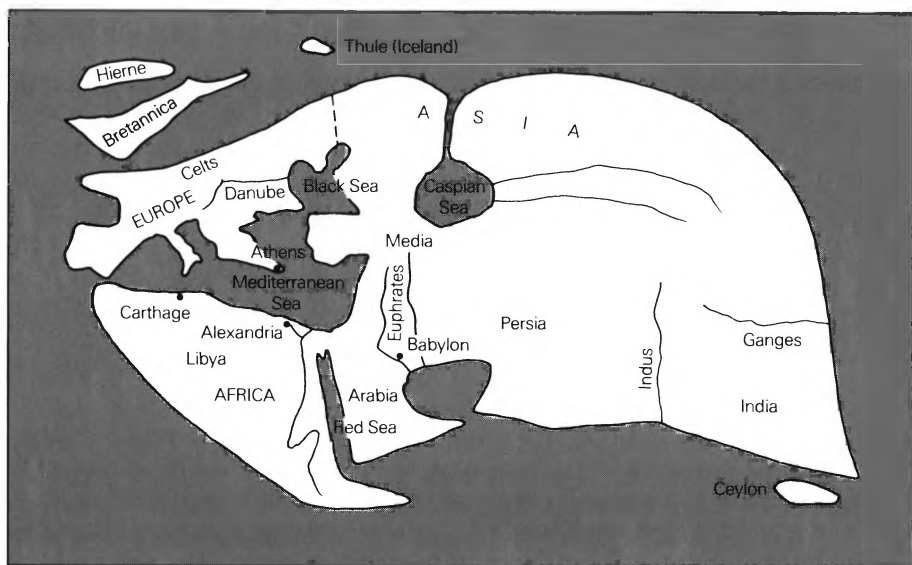 Thule (Iceland)
Hierne
Bretannica
A S I A
Celts
Danube
Black Sea
Caspian
Sea
EUROPE
Media
Athens
Mediterranean
Sea
Euphrates
Carthage
Alexandria
Babylon
Persia
Libya
Indus
Ganges
AFRICA
Arabia
India
Red Sea
Ceylon